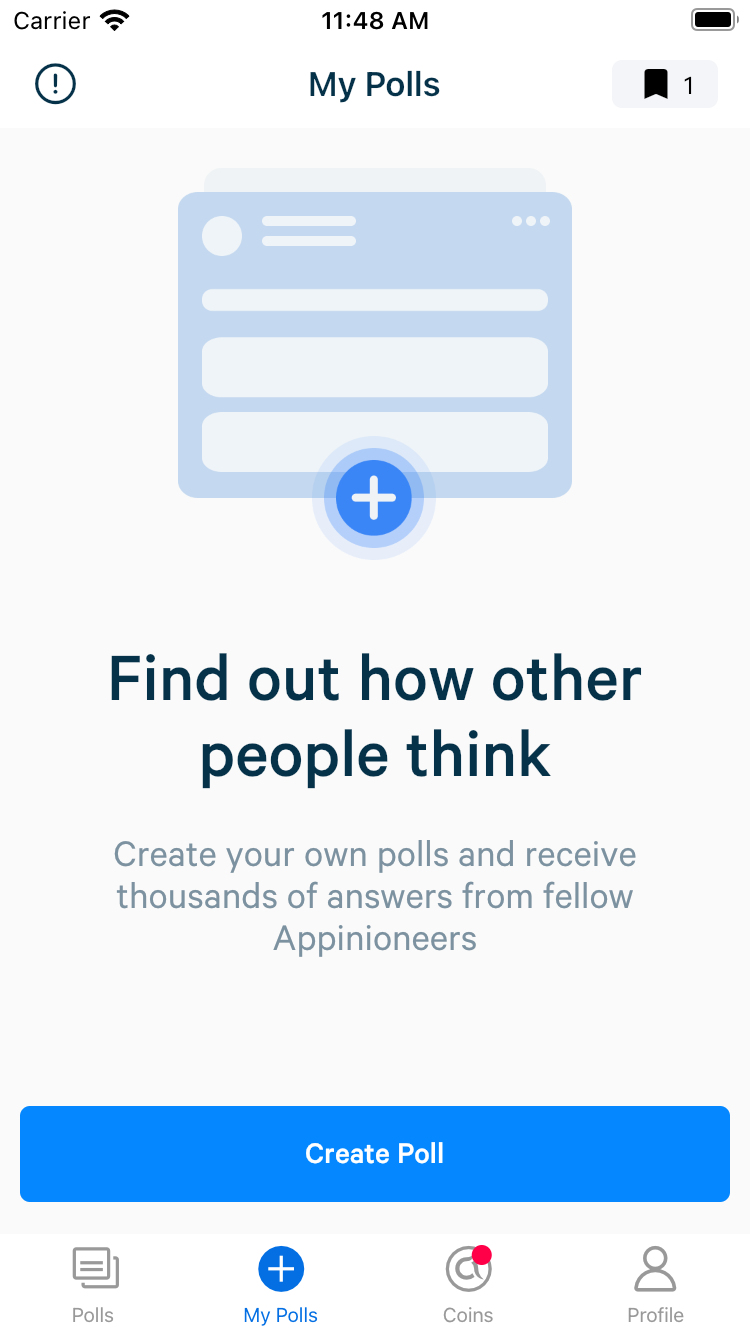 Carrier 11:48 AM
My Polls 1
Find out how other
people think
Create your own polls and receive
thousands of answers from fellow
Appinioneers
Create Poll
Polls My Polls Coins Profile